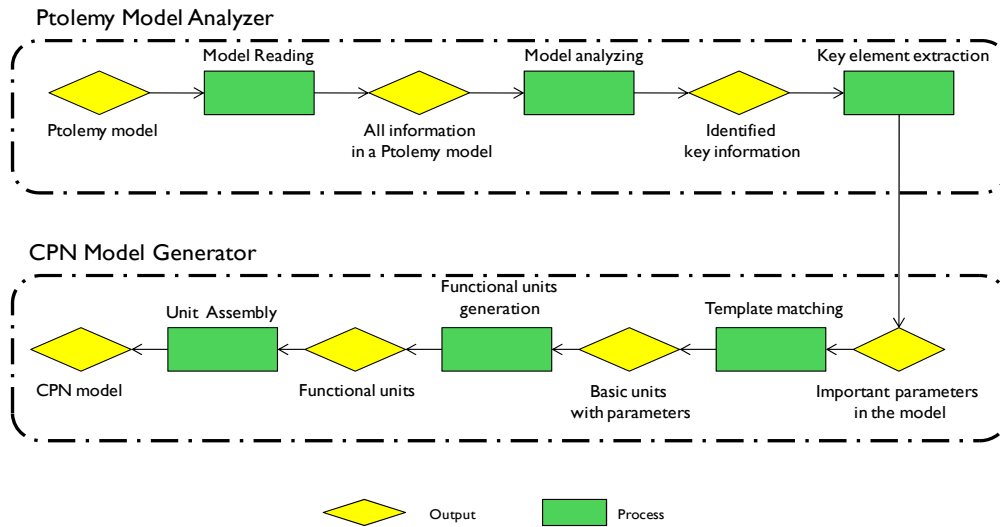 Ptolemy Model Analyzer
Model Reading
Model analyzing
Key element extraction
Ptolemy model
All information
in a Ptolemy model
Identified
key information
CPN Model Generator
Functional units
generation
Unit Assembly
Template matching
CPN model
Functional units
Basic units
with parameters
Important parameters
in the model
Output
Process